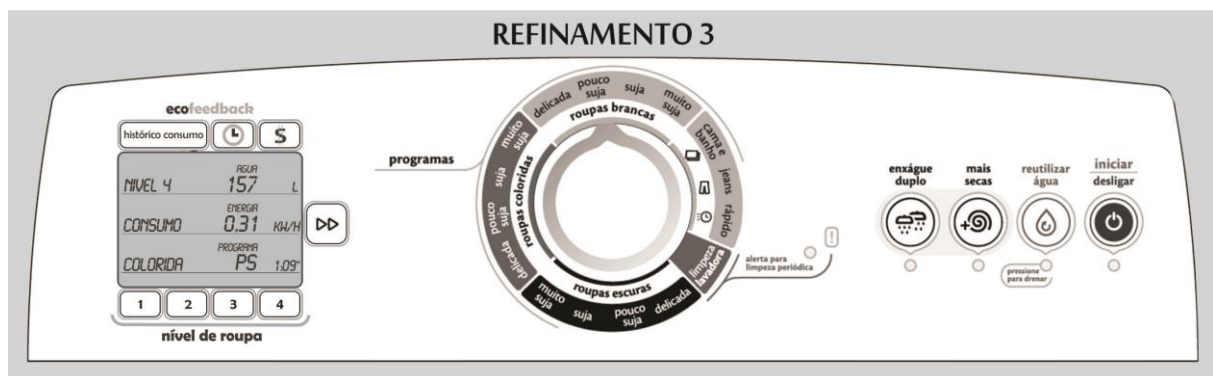 REFINAMENTO 3
ecofeedback
histórico consumo
$
AGUA
NIVEL 4 157 L
ENERGIA
CONSUMO 0.31 KW/H
PROGRAMA
COLORIDA PS 1:09"
1 2 3 4
nível de roupa
programas
roupas brancas
delicada
pouco
suja
suja
muito
suja
cama e
banho
jeans
rápido
limpeza
lavadora
roupas escuras
delicada
pouco
suja
suja
muito
suja
roupas coloridas
delicada
pouco
suja
suja
muito
suja
!
alerta para
limpeza periódica
enxágue
duplo
mais
secas
reutilizar
água
iniciar
desligar
pressione
para drenar